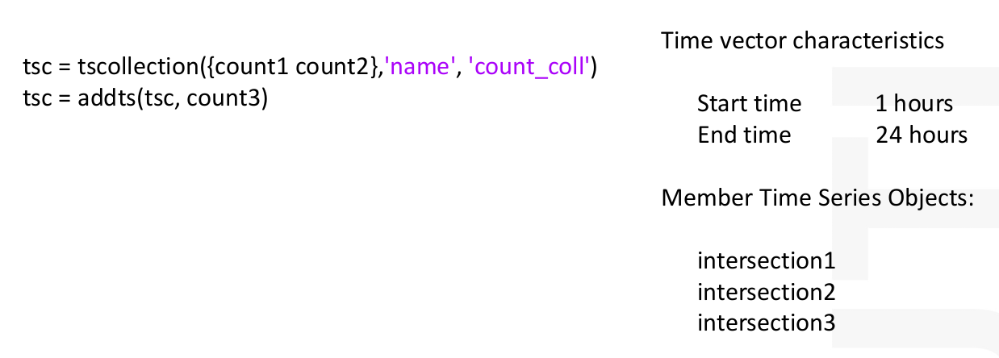 tsc = tscollection({count1 count2},'name', 'count_coll')
tsc = addts(tsc, count3)
Time vector characteristics
Start time 1 hours
End time 24 hours
Member Time Series Objects:
intersection1
intersection2
intersection3